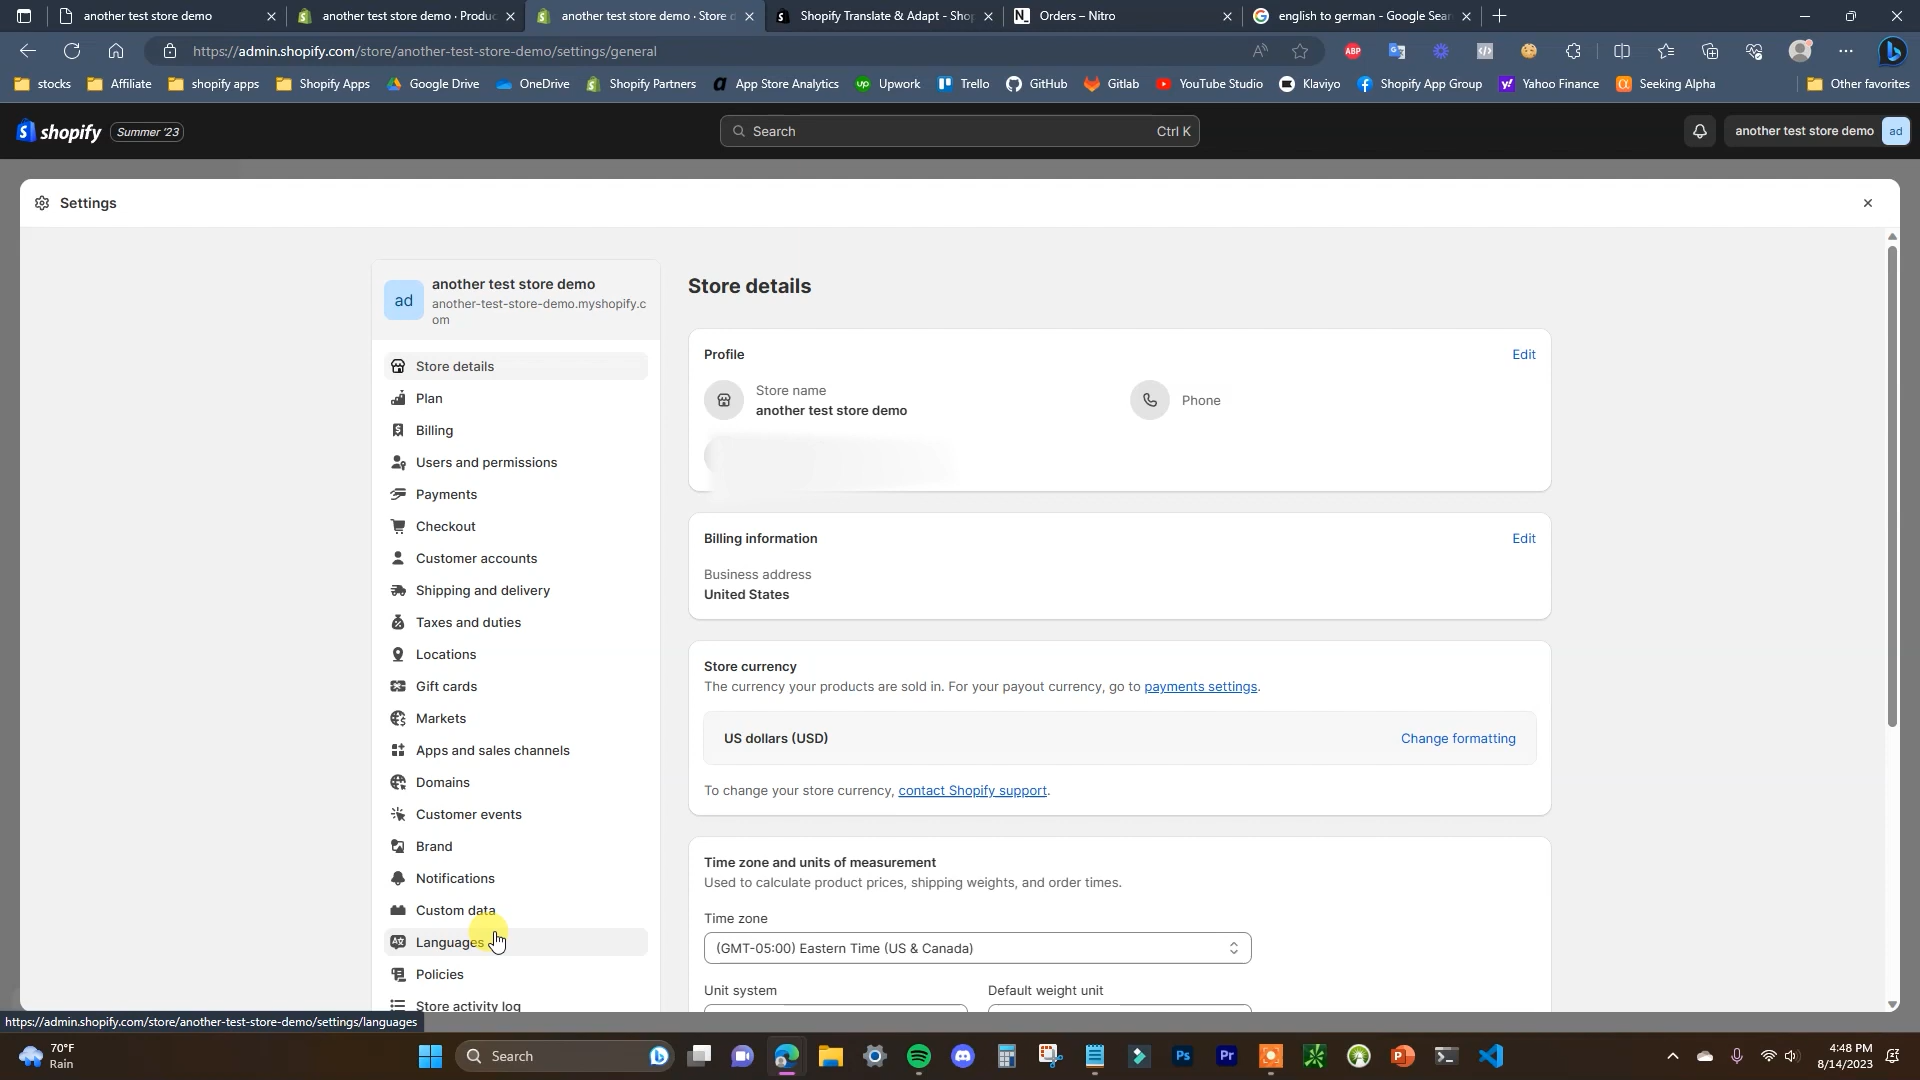 another test store demo
another test store demo · Produc
another test store demo · Store d
Shopify Translate & Adapt - Sho
Orders – Nitro
english to german - Google Sear
https://admin.shopify.com/store/another-test-store-demo/settings/general
stocks
Affiliate
shopify apps
Shopify Apps
Google Drive
OneDrive
Shopify Partners
App Store Analytics
Upwork
Trello
GitHub
Gitlab
YouTube Studio
Klaviyo
Shopify App Group
Yahoo Finance
Seeking Alpha
Other favorites
shopify
Summer '23
Search
Ctrl K
another test store demo
ad
Settings
ad
another test store demo
another-test-store-demo.myshopify.c
om
Store details
Plan
Billing
Users and permissions
Payments
Checkout
Customer accounts
Shipping and delivery
Taxes and duties
Locations
Gift cards
Markets
Apps and sales channels
Domains
Customer events
Brand
Notifications
Custom data
Languages
Policies
Store activity log
Store details
Profile
Edit
Store name
another test store demo
Phone
Billing information
Edit
Business address
United States
Store currency
The currency your products are sold in. For your payout currency, go to payments settings.
US dollars (USD)
Change formatting
To change your store currency, contact Shopify support.
Time zone and units of measurement
Used to calculate product prices, shipping weights, and order times.
Time zone
(GMT-05:00) Eastern Time (US & Canada)
Unit system
Default weight unit
https://admin.shopify.com/store/another-test-store-demo/settings/languages
70°F
Rain
Search
4:48 PM
8/14/2023